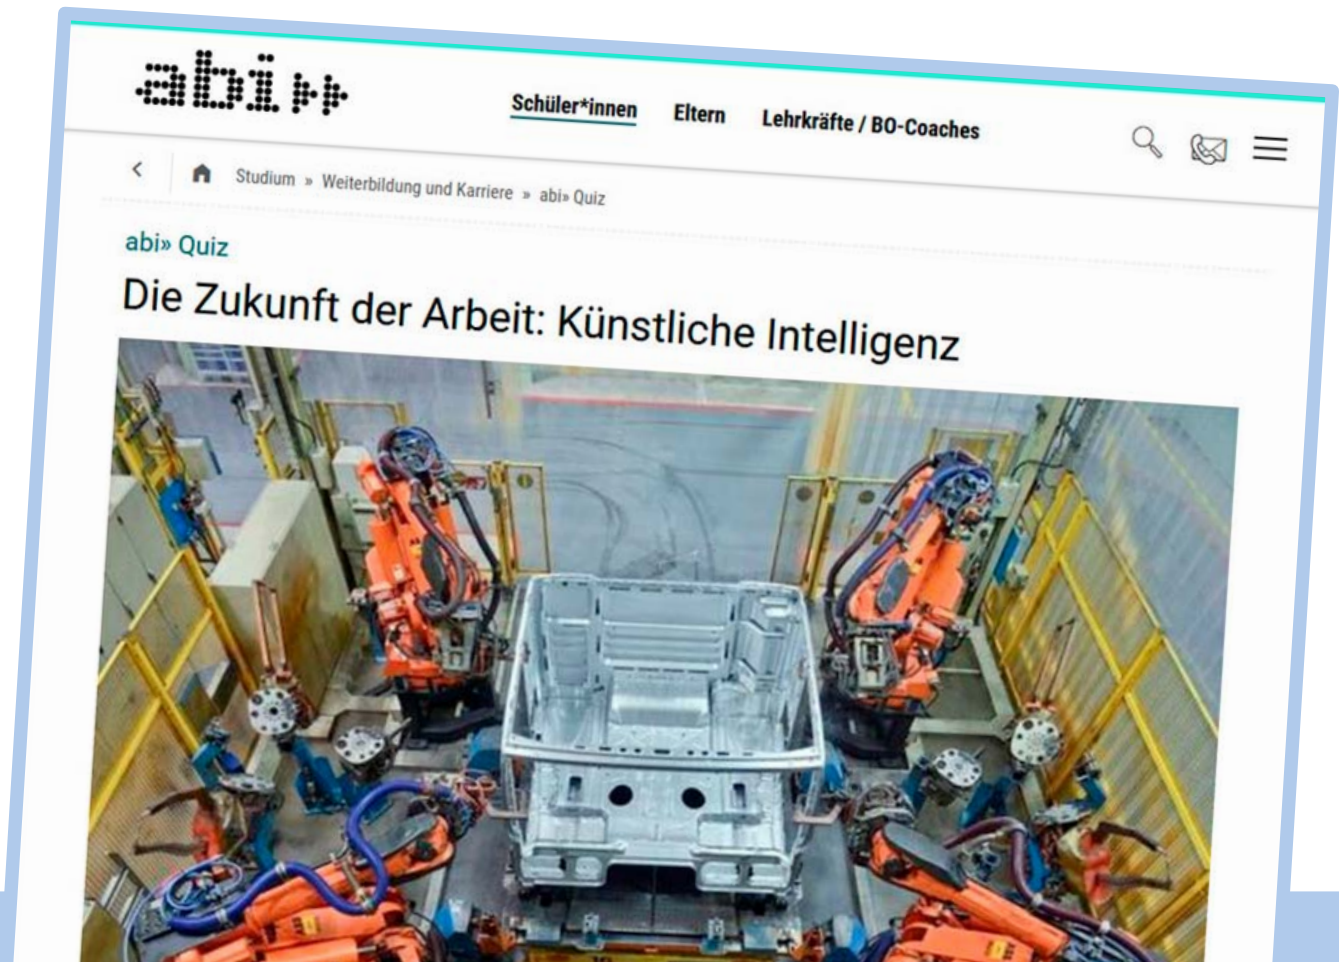 abi»
Schüler*innen Eltern Lehrkräfte / BO-Coaches
Studium » Weiterbildung und Karriere » abi» Quiz
abi» Quiz
Die Zukunft der Arbeit: Künstliche Intelligenz